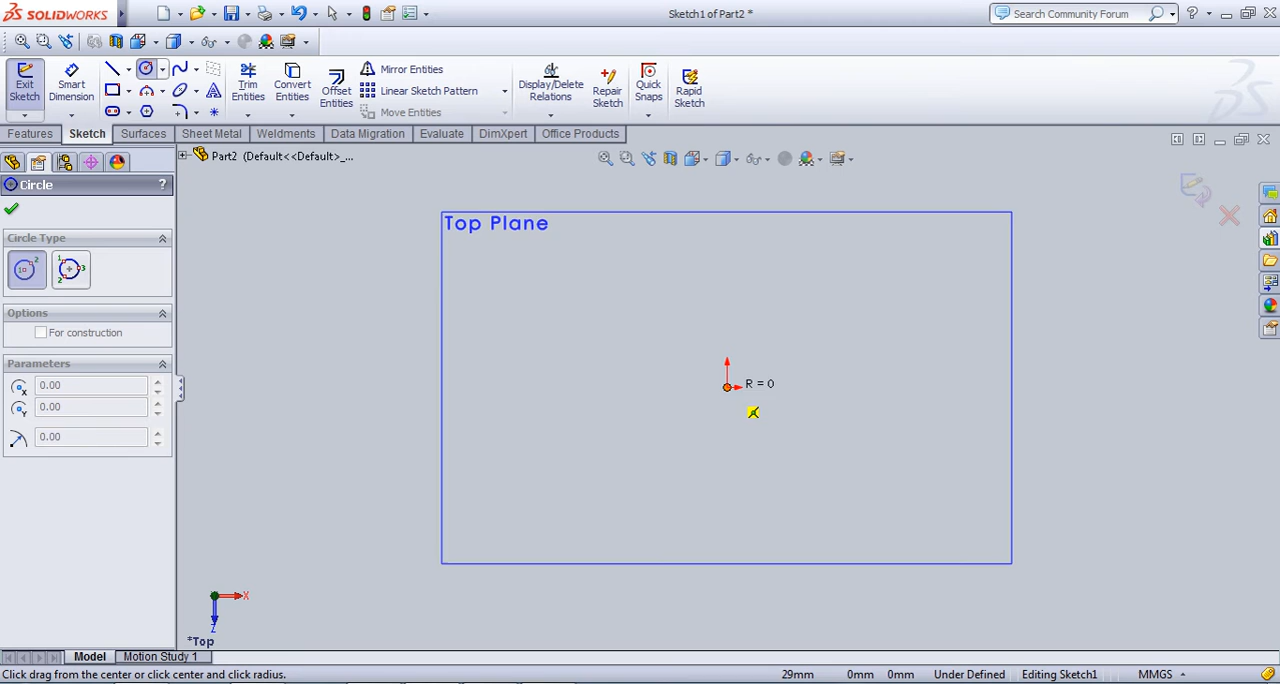 SOLIDWORKS
Sketch1 of Part2 *
Search Community Forum
Exit Sketch
Smart Dimension
Trim Entities
Convert Entities
Offset Entities
Mirror Entities
Linear Sketch Pattern
Move Entities
Display/Delete Relations
Repair Sketch
Quick Snaps
Rapid Sketch
Features
Sketch
Surfaces
Sheet Metal
Weldments
Data Migration
Evaluate
DimXpert
Office Products
Part2 (Default<<Default>_...
Circle
?
Circle Type
Options
For construction
Parameters
0.00
0.00
0.00
Top Plane
R = 0
X
Z
*Top
Model
Motion Study 1
Click drag from the center or click center and click radius.
29mm
0mm
0mm
Under Defined
Editing Sketch1
MMGS